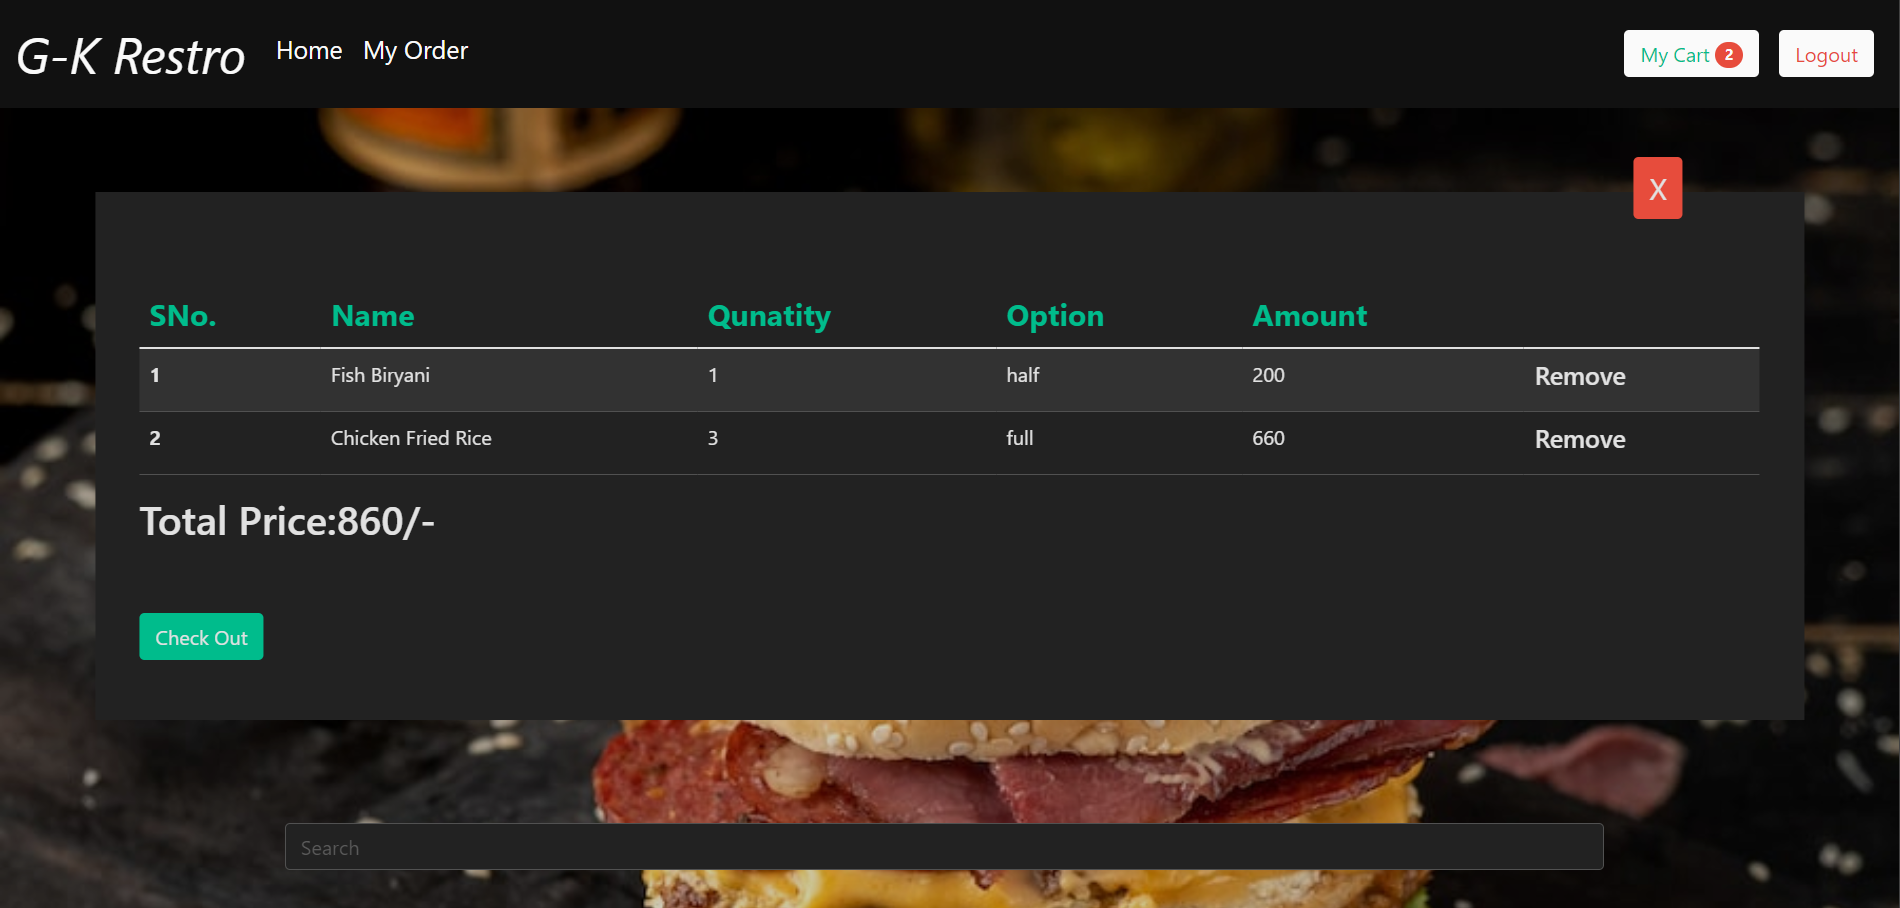 G-K Restro Home My Order My Cart 2 Logout
X
SNo. Name Qunatity Option Amount
1 Fish Biryani 1 half 200 Remove
2 Chicken Fried Rice 3 full 660 Remove
Total Price:860/-
Check Out
Search